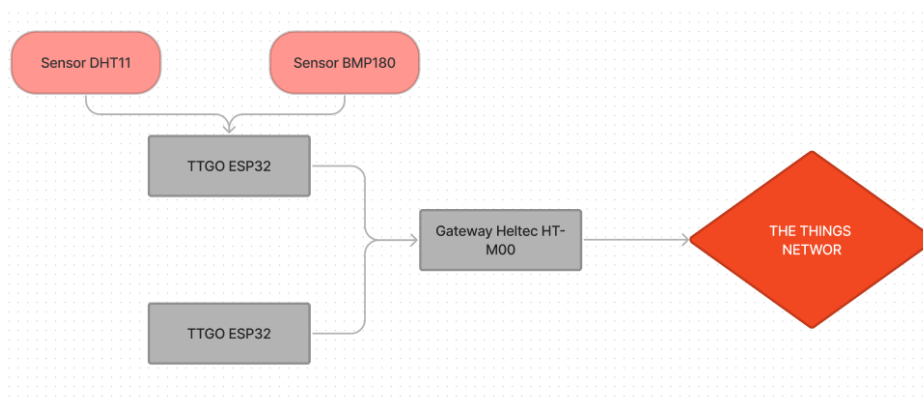 Sensor DHT11
Sensor BMP180
TTGO ESP32
Gateway Heltec HT-
M00
THE THINGS
NETWOR
TTGO ESP32